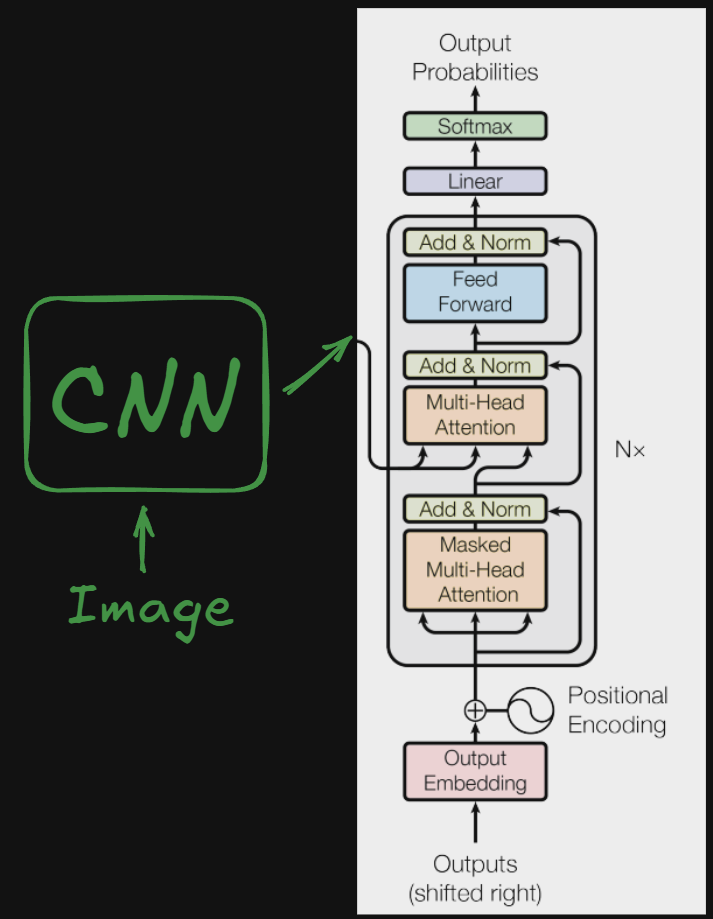 CNN
Image
Output
Probabilities
Softmax
Linear
Add & Norm
Feed
Forward
Add & Norm
Multi-Head
Attention
N×
Add & Norm
Masked
Multi-Head
Attention
Positional
Encoding
Output
Embedding
Outputs
(shifted right)